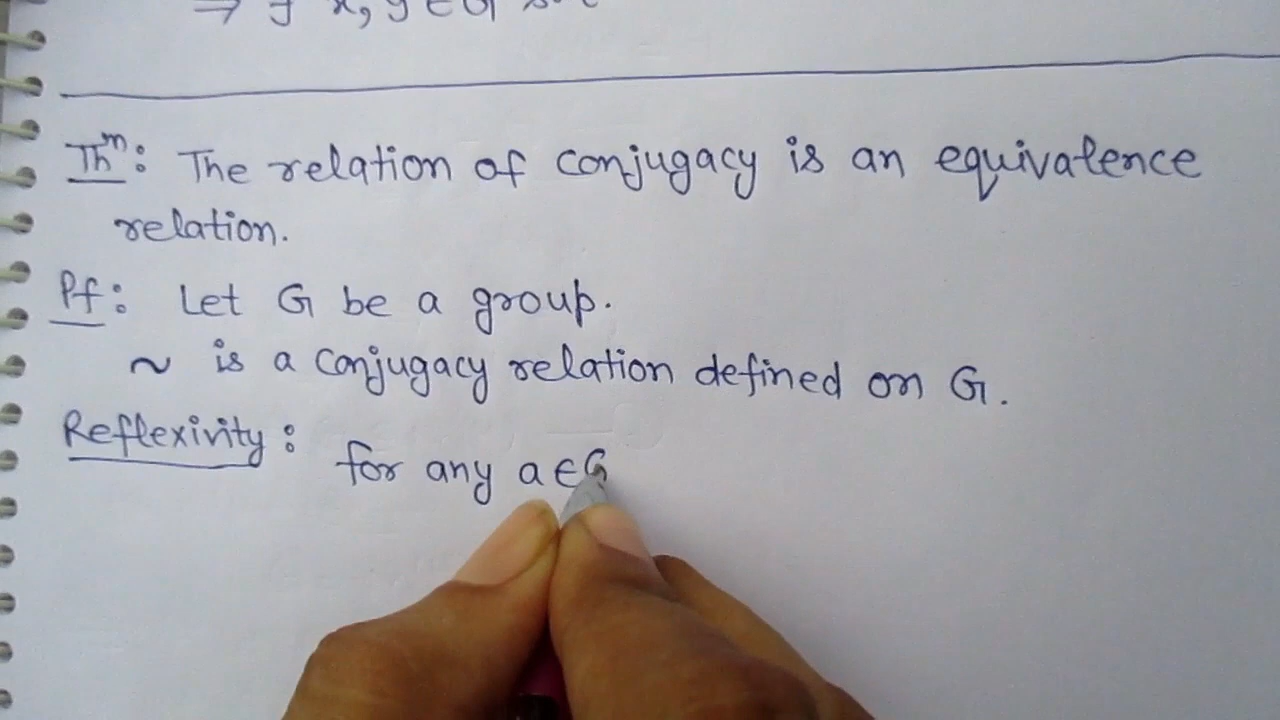 ⇒ ∃ x, y ∈ G
Thᵐ: The relation of conjugacy is an equivalence
relation.
Pf: Let G be a group.
~ is a conjugacy relation defined on G.
Reflexivity: for any a ∈ G